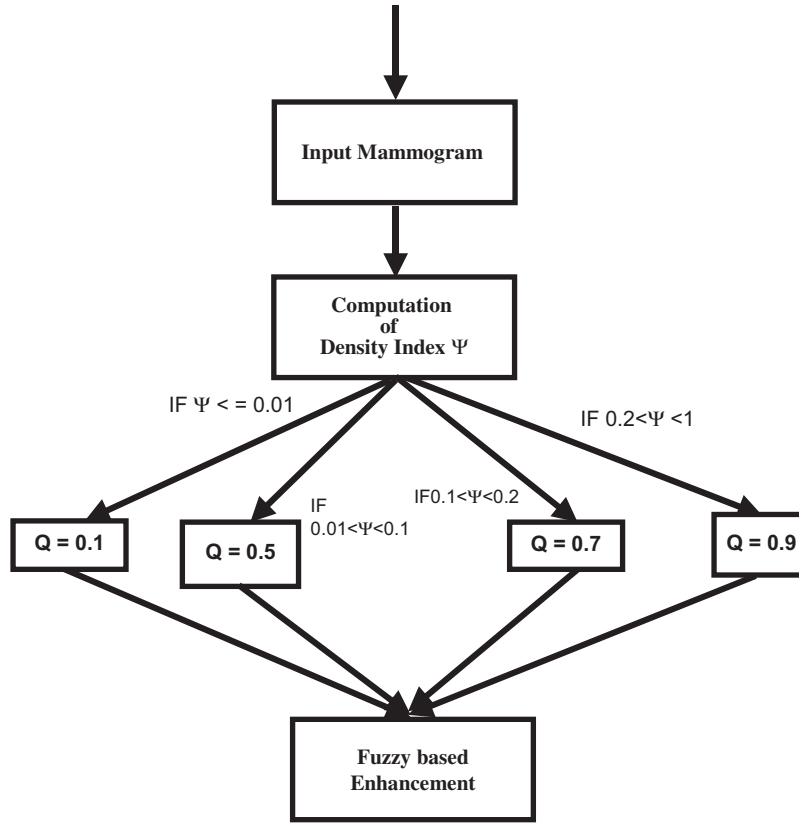 Input Mammogram
Computation
of
Density Index Ψ
IF Ψ < = 0.01
IF 0.2<Ψ <1
IF
0.01<Ψ<0.1
IF0.1<Ψ<0.2
Q = 0.1
Q = 0.5
Q = 0.7
Q = 0.9
Fuzzy based
Enhancement